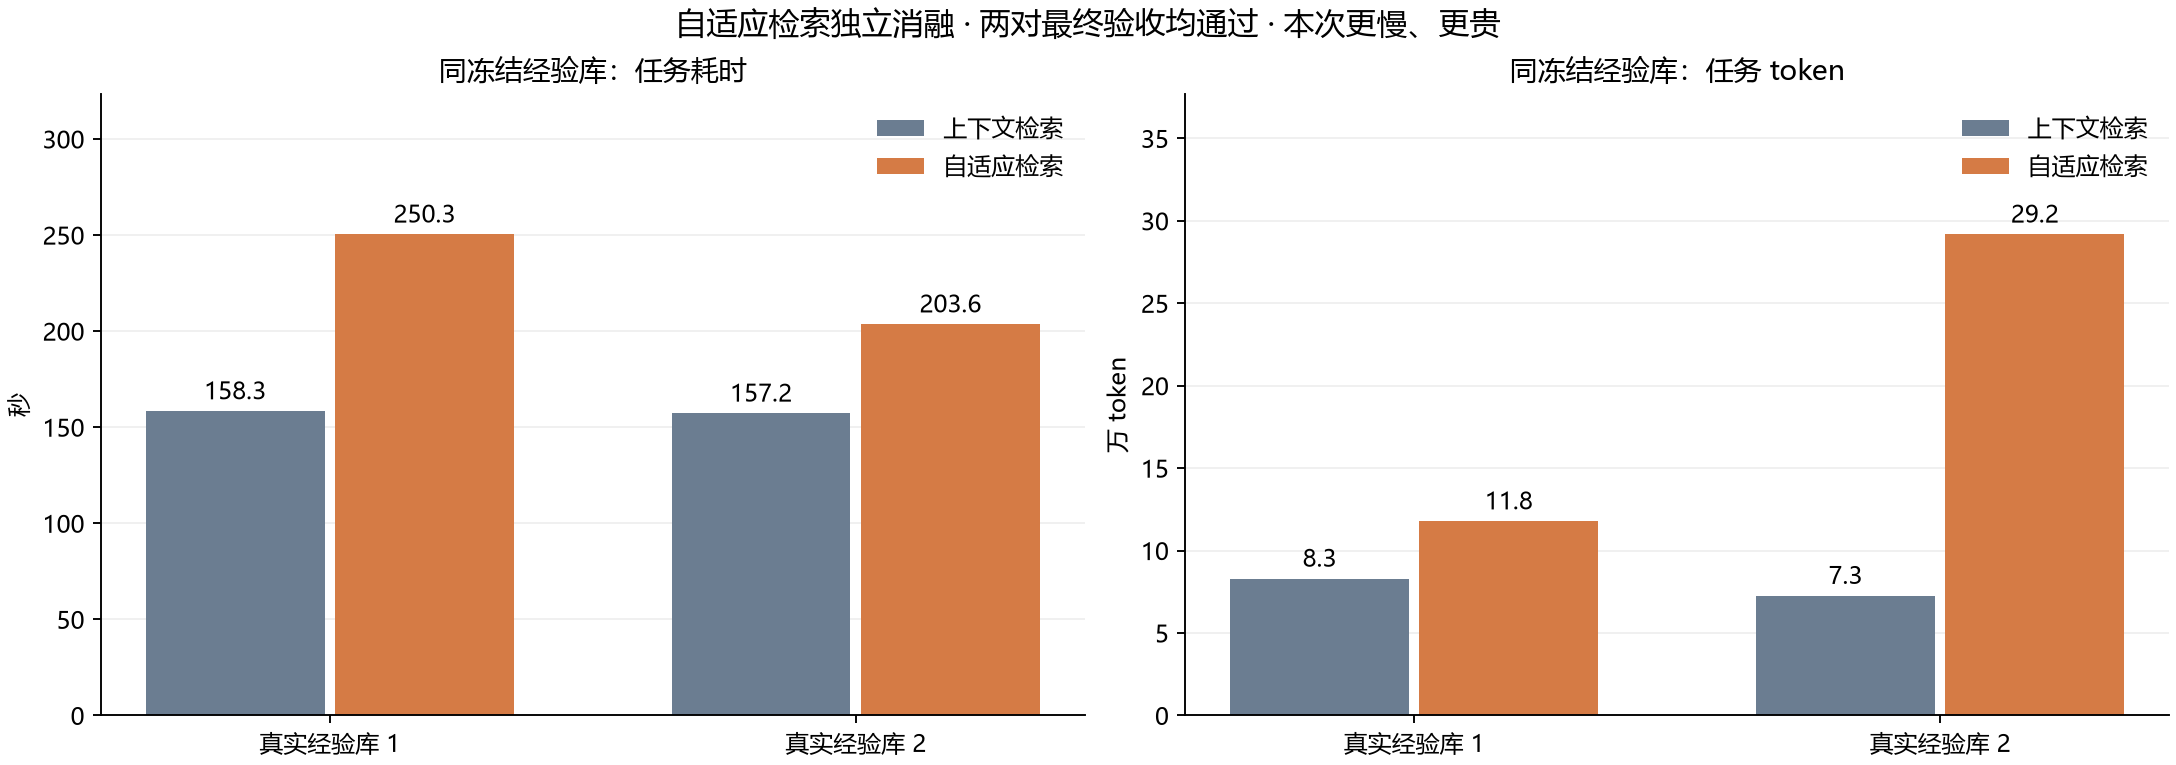 自适应检索独立消融 · 两对最终验收均通过 · 本次更慢、更贵
同冻结经验库：任务耗时
上下文检索
自适应检索
秒
300
250
200
150
100
50
0
158.3
250.3
157.2
203.6
真实经验库 1
真实经验库 2
同冻结经验库：任务 token
上下文检索
自适应检索
万 token
35
30
25
20
15
10
5
0
8.3
11.8
7.3
29.2
真实经验库 1
真实经验库 2